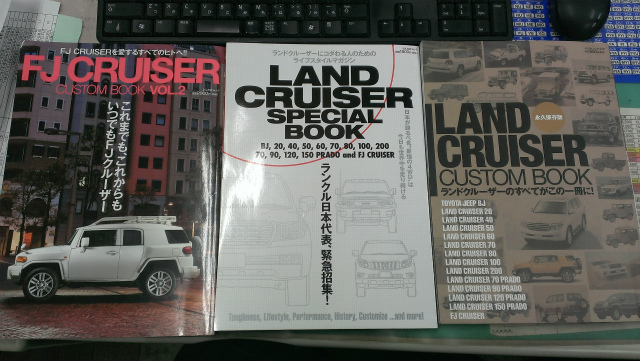 FJ CRUISERを愛するすべてのヒトへ!!
FJ CRUISER
CUSTOM BOOK VOL.2
これまでも、これからも
いつでもFJクルーザー
ランドクルーザーにコダわる人のための
ライフスタイルマガジン
LAND
CRUISER
SPECIAL
BOOK
BJ, 20, 40, 50, 60, 70, 80, 100, 200
70, 90, 120, 150 PRADO and FJ CRUISER
ランクル日本代表、緊急招集!
Toughness, Lifestyle, Performance, History, Customize ...and more!
永久保存版
LAND
CRUISER
CUSTOM BOOK
ランドクルーザーのすべてがこの一冊に!
TOYOTA JEEP BJ
LAND CRUISER 20
LAND CRUISER 40
LAND CRUISER 50
LAND CRUISER 60
LAND CRUISER 70
LAND CRUISER 80
LAND CRUISER 100
LAND CRUISER 200
LAND CRUISER 70 PRADO
LAND CRUISER 90 PRADO
LAND CRUISER 120 PRADO
LAND CRUISER 150 PRADO
FJ CRUISER